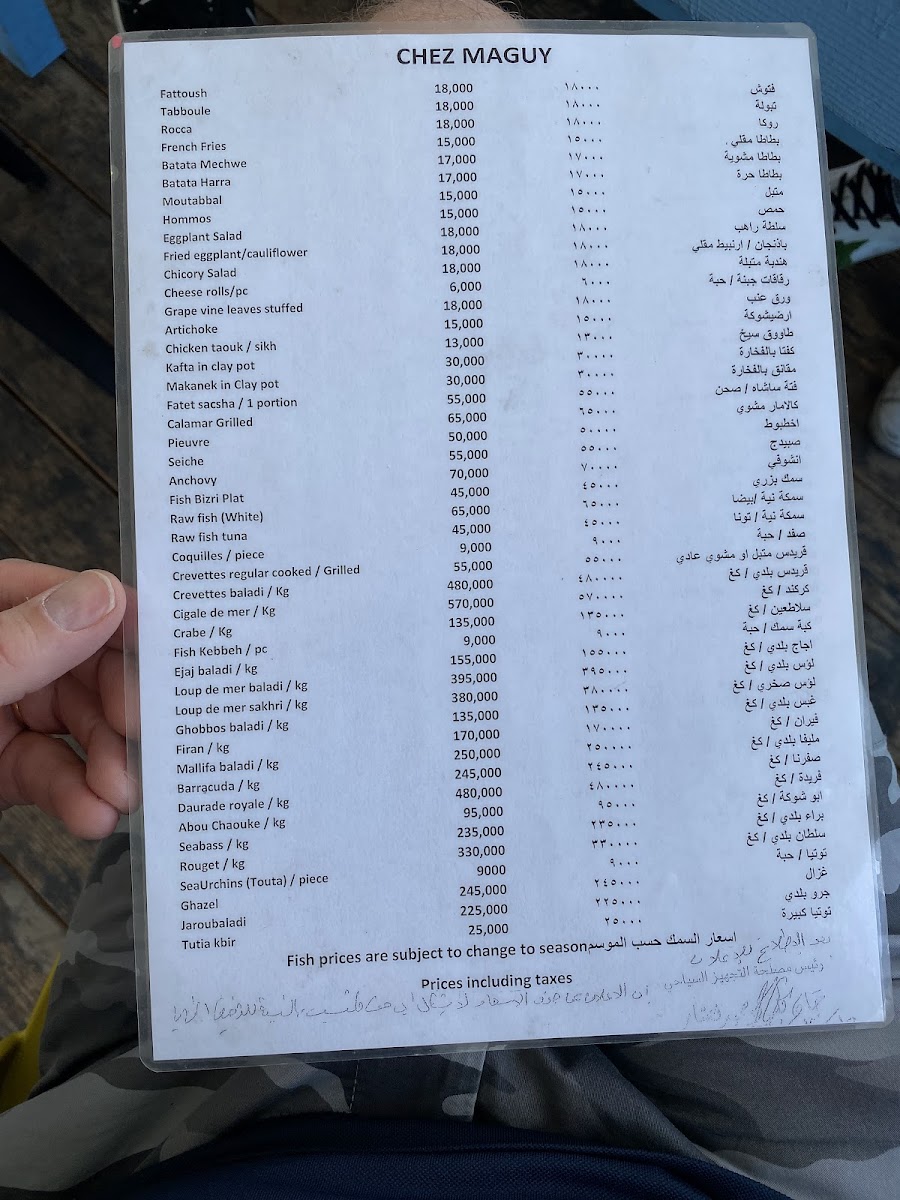 CHEZ MAGUY
Fattoush 18,000 ١٨٠٠٠ فتوش
Tabboule 18,000 ١٨٠٠٠ تبولة
Rocca 18,000 ١٨٠٠٠ روكا
French Fries 15,000 ١٥٠٠٠ بطاطا مقلي .
Batata Mechwe 17,000 ١٧٠٠٠ بطاطا مشوية
Batata Harra 17,000 ١٧٠٠٠ بطاطا حرة
Moutabbal 15,000 ١٥٠٠٠ متبل
Hommos 15,000 ١٥٠٠٠ حمص
Eggplant Salad 18,000 ١٨٠٠٠ سلطة راهب
Fried eggplant/cauliflower 18,000 ١٨٠٠٠ باذنجان / ارنبيط مقلي
Chicory Salad 18,000 ١٨٠٠٠ هندبة متبلة
Cheese rolls/pc 6,000 ٦٠٠٠ رقاقات جبنة / حبة
Grape vine leaves stuffed 18,000 ١٨٠٠٠ ورق عنب
Artichoke 15,000 ١٥٠٠٠ ارضيشوكة
Chicken taouk / sikh 13,000 ١٣٠٠٠ طاووق سيخ
Kafta in clay pot 30,000 ٣٠٠٠٠ كفتا بالفخارة
Makanek in Clay pot 30,000 ٣٠٠٠٠ مقانق بالفخارة
Fatet sacsha / 1 portion 55,000 ٥٥٠٠٠ فتة ساشاه / صحن
Calamar Grilled 65,000 ٦٥٠٠٠ كالامار مشوي
Pieuvre 50,000 ٥٠٠٠٠ اخطبوط
Seiche 55,000 ٥٥٠٠٠ صبيدج
Anchovy 70,000 ٧٠٠٠٠ انشوفي
Fish Bizri Plat 45,000 ٤٥٠٠٠ سمك بزري
Raw fish (White) 65,000 ٦٥٠٠٠ سمكة نية /بيضا
Raw fish tuna 45,000 ٤٥٠٠٠ سمكة نية / تونا
Coquilles / piece 9,000 ٩٠٠٠ صفد / حبة
Crevettes regular cooked / Grilled 55,000 ٥٥٠٠٠ قريدس متبل او مشوي عادي
Crevettes baladi / Kg 480,000 ٤٨٠٠٠٠ قريدس بلدي / كغ
Cigale de mer / Kg 570,000 ٥٧٠٠٠٠ كركند / كغ
Crabe / Kg 135,000 ١٣٥٠٠٠ سلاطعين / كغ
Fish Kebbeh / pc 9,000 ٩٠٠٠ كبة سمك / حبة
Ejaj baladi / kg 155,000 ١٥٥٠٠٠ اجاج بلدي / كغ
Loup de mer baladi / kg 395,000 ٣٩٥٠٠٠ لؤس بلدي / كغ
Loup de mer sakhri / kg 380,000 ٣٨٠٠٠٠ لؤس صخري / كغ
Ghobbos baladi / kg 135,000 ١٣٥٠٠٠ غبس بلدي / كغ
Firan / kg 170,000 ١٧٠٠٠٠ فيران / كغ
Mallifa baladi / kg 250,000 ٢٥٠٠٠٠ مليفا بلدي / كغ
Barracuda / kg 245,000 ٢٤٥٠٠٠ صفرنا / كغ
Daurade royale / kg 480,000 ٤٨٠٠٠٠ فريدة / كغ
Abou Chaouke / kg 95,000 ٩٥٠٠٠ ابو شوكة / كغ
Seabass / kg 235,000 ٢٣٥٠٠٠ براء بلدي / كغ
Rouget / kg 330,000 ٣٣٠٠٠٠ سلطان بلدي / كغ
SeaUrchins (Touta) / piece 9000 ٩٠٠٠ توتيا / حبة
Ghazel 245,000 ٢٤٥٠٠٠ غزال
Jaroubaladi 225,000 ٢٢٥٠٠٠ جرو بلدي
Tutia kbir 25,000 ٢٥٠٠٠ توتيا كبيرة
Fish prices are subject to change to season اسعار السمك حسب الموسم
Prices including taxes
رئيس مصلحة التجهيز السياحي